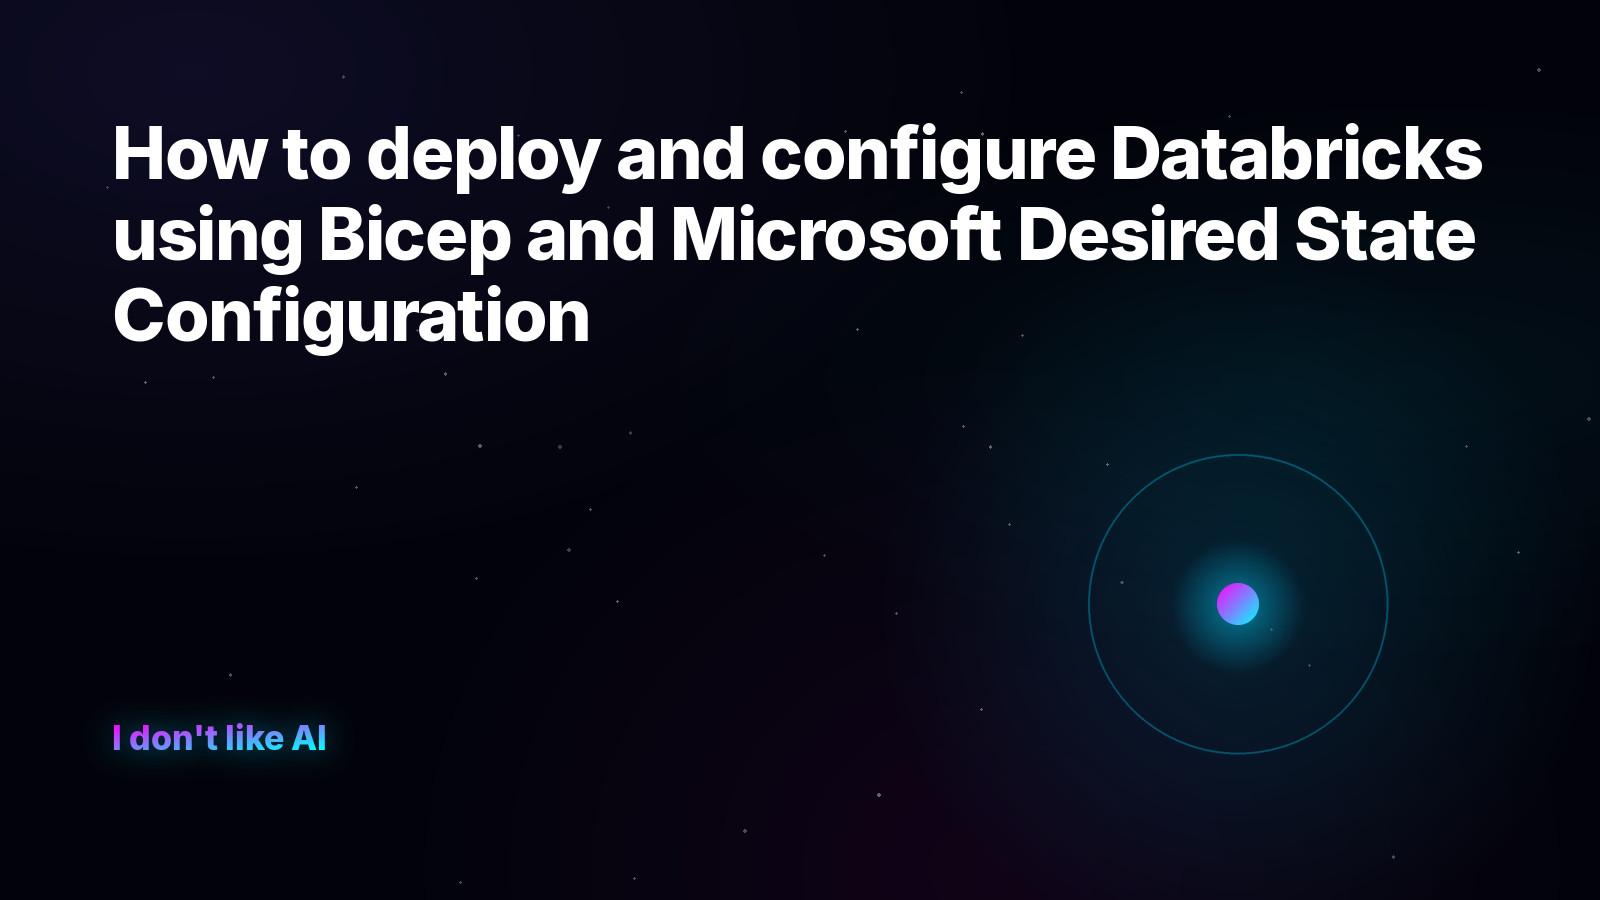 How to deploy and configure Databricks
using Bicep and Microsoft Desired State
Configuration
I don't like AI